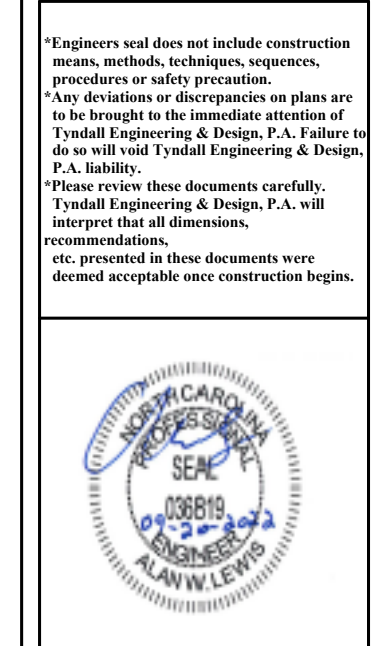 *Engineers seal does not include construction
means, methods, techniques, sequences,
procedures or safety precaution.
*Any deviations or discrepancies on plans are
to be brought to the immediate attention of
Tyndall Engineering & Design, P.A. Failure to
do so will void Tyndall Engineering & Design,
P.A. liability.
*Please review these documents carefully.
Tyndall Engineering & Design, P.A. will
interpret that all dimensions,
recommendations,
etc. presented in these documents were
deemed acceptable once construction begins.
NORTH CAROLINA
PROFESSIONAL
SEAL
036819
09-20-2022
ENGINEER
ALAN W. LEWIS